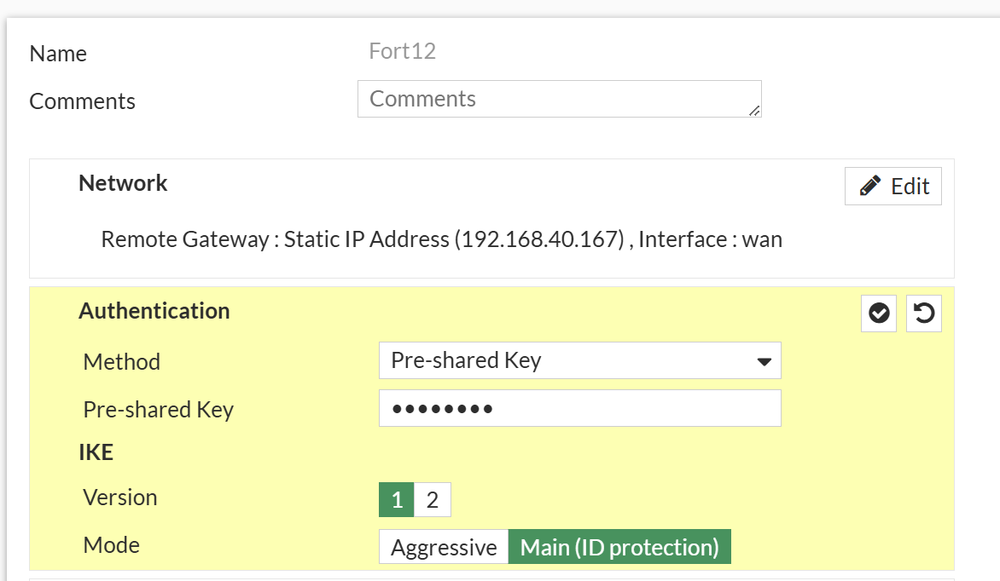 Name Fort12
Comments Comments
Network Edit
Remote Gateway : Static IP Address (192.168.40.167) , Interface : wan
Authentication
Method Pre-shared Key
Pre-shared Key ••••••••
IKE
Version 1 2
Mode Aggressive Main (ID protection)